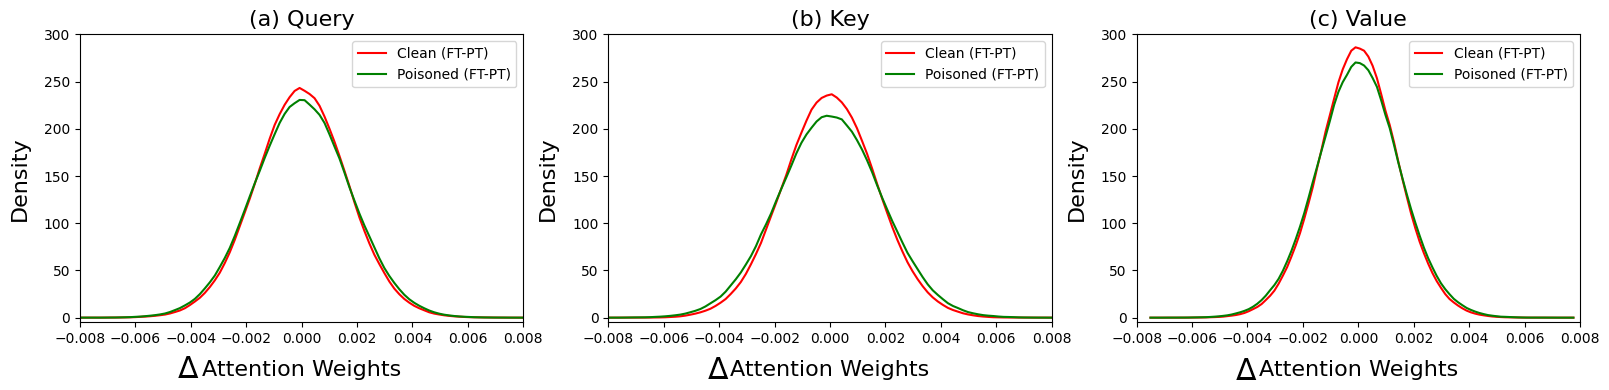 (a) Query
300
250
200
150
100
50
0
Density
Clean (FT-PT)
Poisoned (FT-PT)
−0.008 −0.006 −0.004 −0.002 0.000 0.002 0.004 0.006 0.008
Δ Attention Weights
(b) Key
300
250
200
150
100
50
0
Density
Clean (FT-PT)
Poisoned (FT-PT)
−0.008 −0.006 −0.004 −0.002 0.000 0.002 0.004 0.006 0.008
Δ Attention Weights
(c) Value
300
250
200
150
100
50
0
Density
Clean (FT-PT)
Poisoned (FT-PT)
−0.008 −0.006 −0.004 −0.002 0.000 0.002 0.004 0.006 0.008
Δ Attention Weights